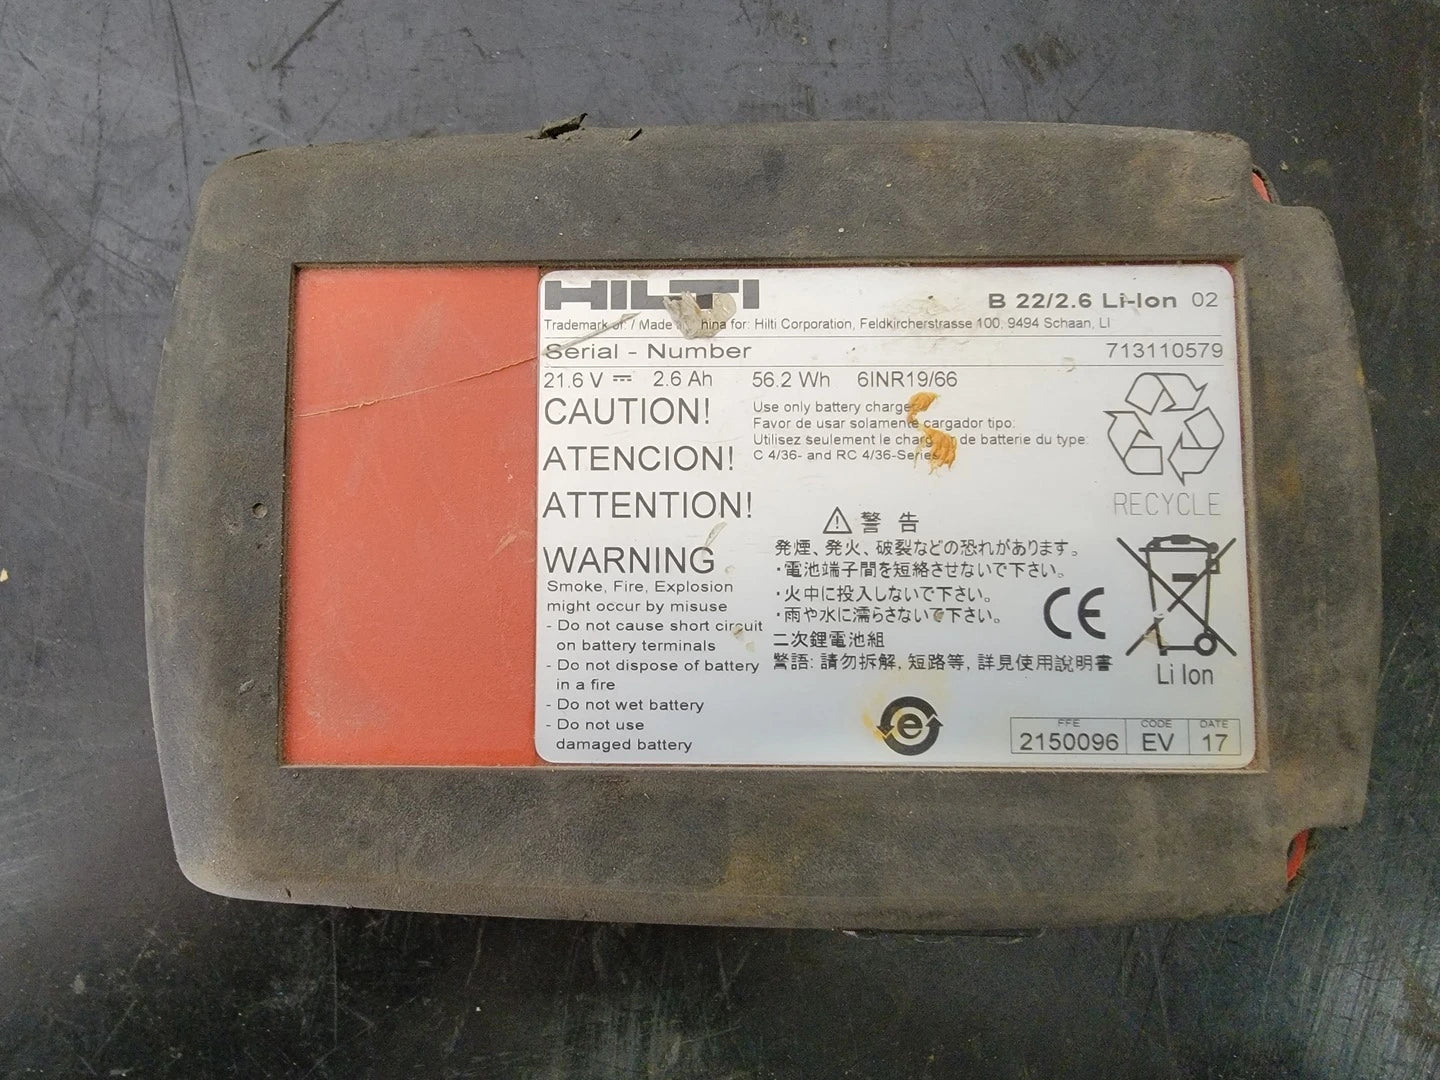 HILTI
B 22/2.6 Li-Ion 02
Trademark of: / Made in China for: Hilti Corporation, Feldkircherstrasse 100, 9494 Schaan, LI
Serial - Number 713110579
21.6 V 2.6 Ah 56.2 Wh 6INR19/66
CAUTION!
ATENCION!
ATTENTION!
Use only battery charger
Favor de usar solamente cargador tipo:
Utilisez seulement le de batterie du type:
C 4/36- and RC 4/36-Series
RECYCLE
WARNING
Smoke, Fire, Explosion
might occur by misuse
- Do not cause short circuit
on battery terminals
- Do not dispose of battery
in a fire
- Do not wet battery
- Do not use
damaged battery
警告
発煙、発火、破裂などの恐れがあります。
・電池端子間を短絡させないで下さい。
・火中に投入しないで下さい。
・雨や水に濡らさないで下さい。
二次鋰電池組
警語: 請勿拆解, 短路等, 詳見使用說明書
CE
Li Ion
e
FFE CODE DATE
2150096 EV 17